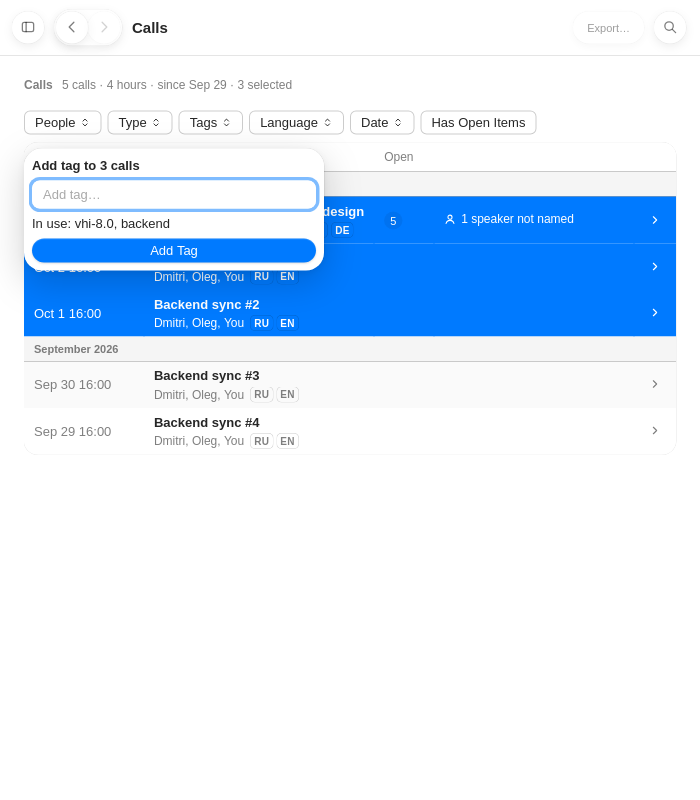 Calls
Export…
Calls 5 calls · 4 hours · since Sep 29 · 3 selected
People Type Tags Language Date Has Open Items
Open
Add tag to 3 calls
Add tag…
In use: vhi-8.0, backend
Add Tag
design
DE
5
1 speaker not named
Dmitri, Oleg, You RU EN
Oct 1 16:00
Backend sync #2
Dmitri, Oleg, You RU EN
September 2026
Sep 30 16:00
Backend sync #3
Dmitri, Oleg, You RU EN
Sep 29 16:00
Backend sync #4
Dmitri, Oleg, You RU EN